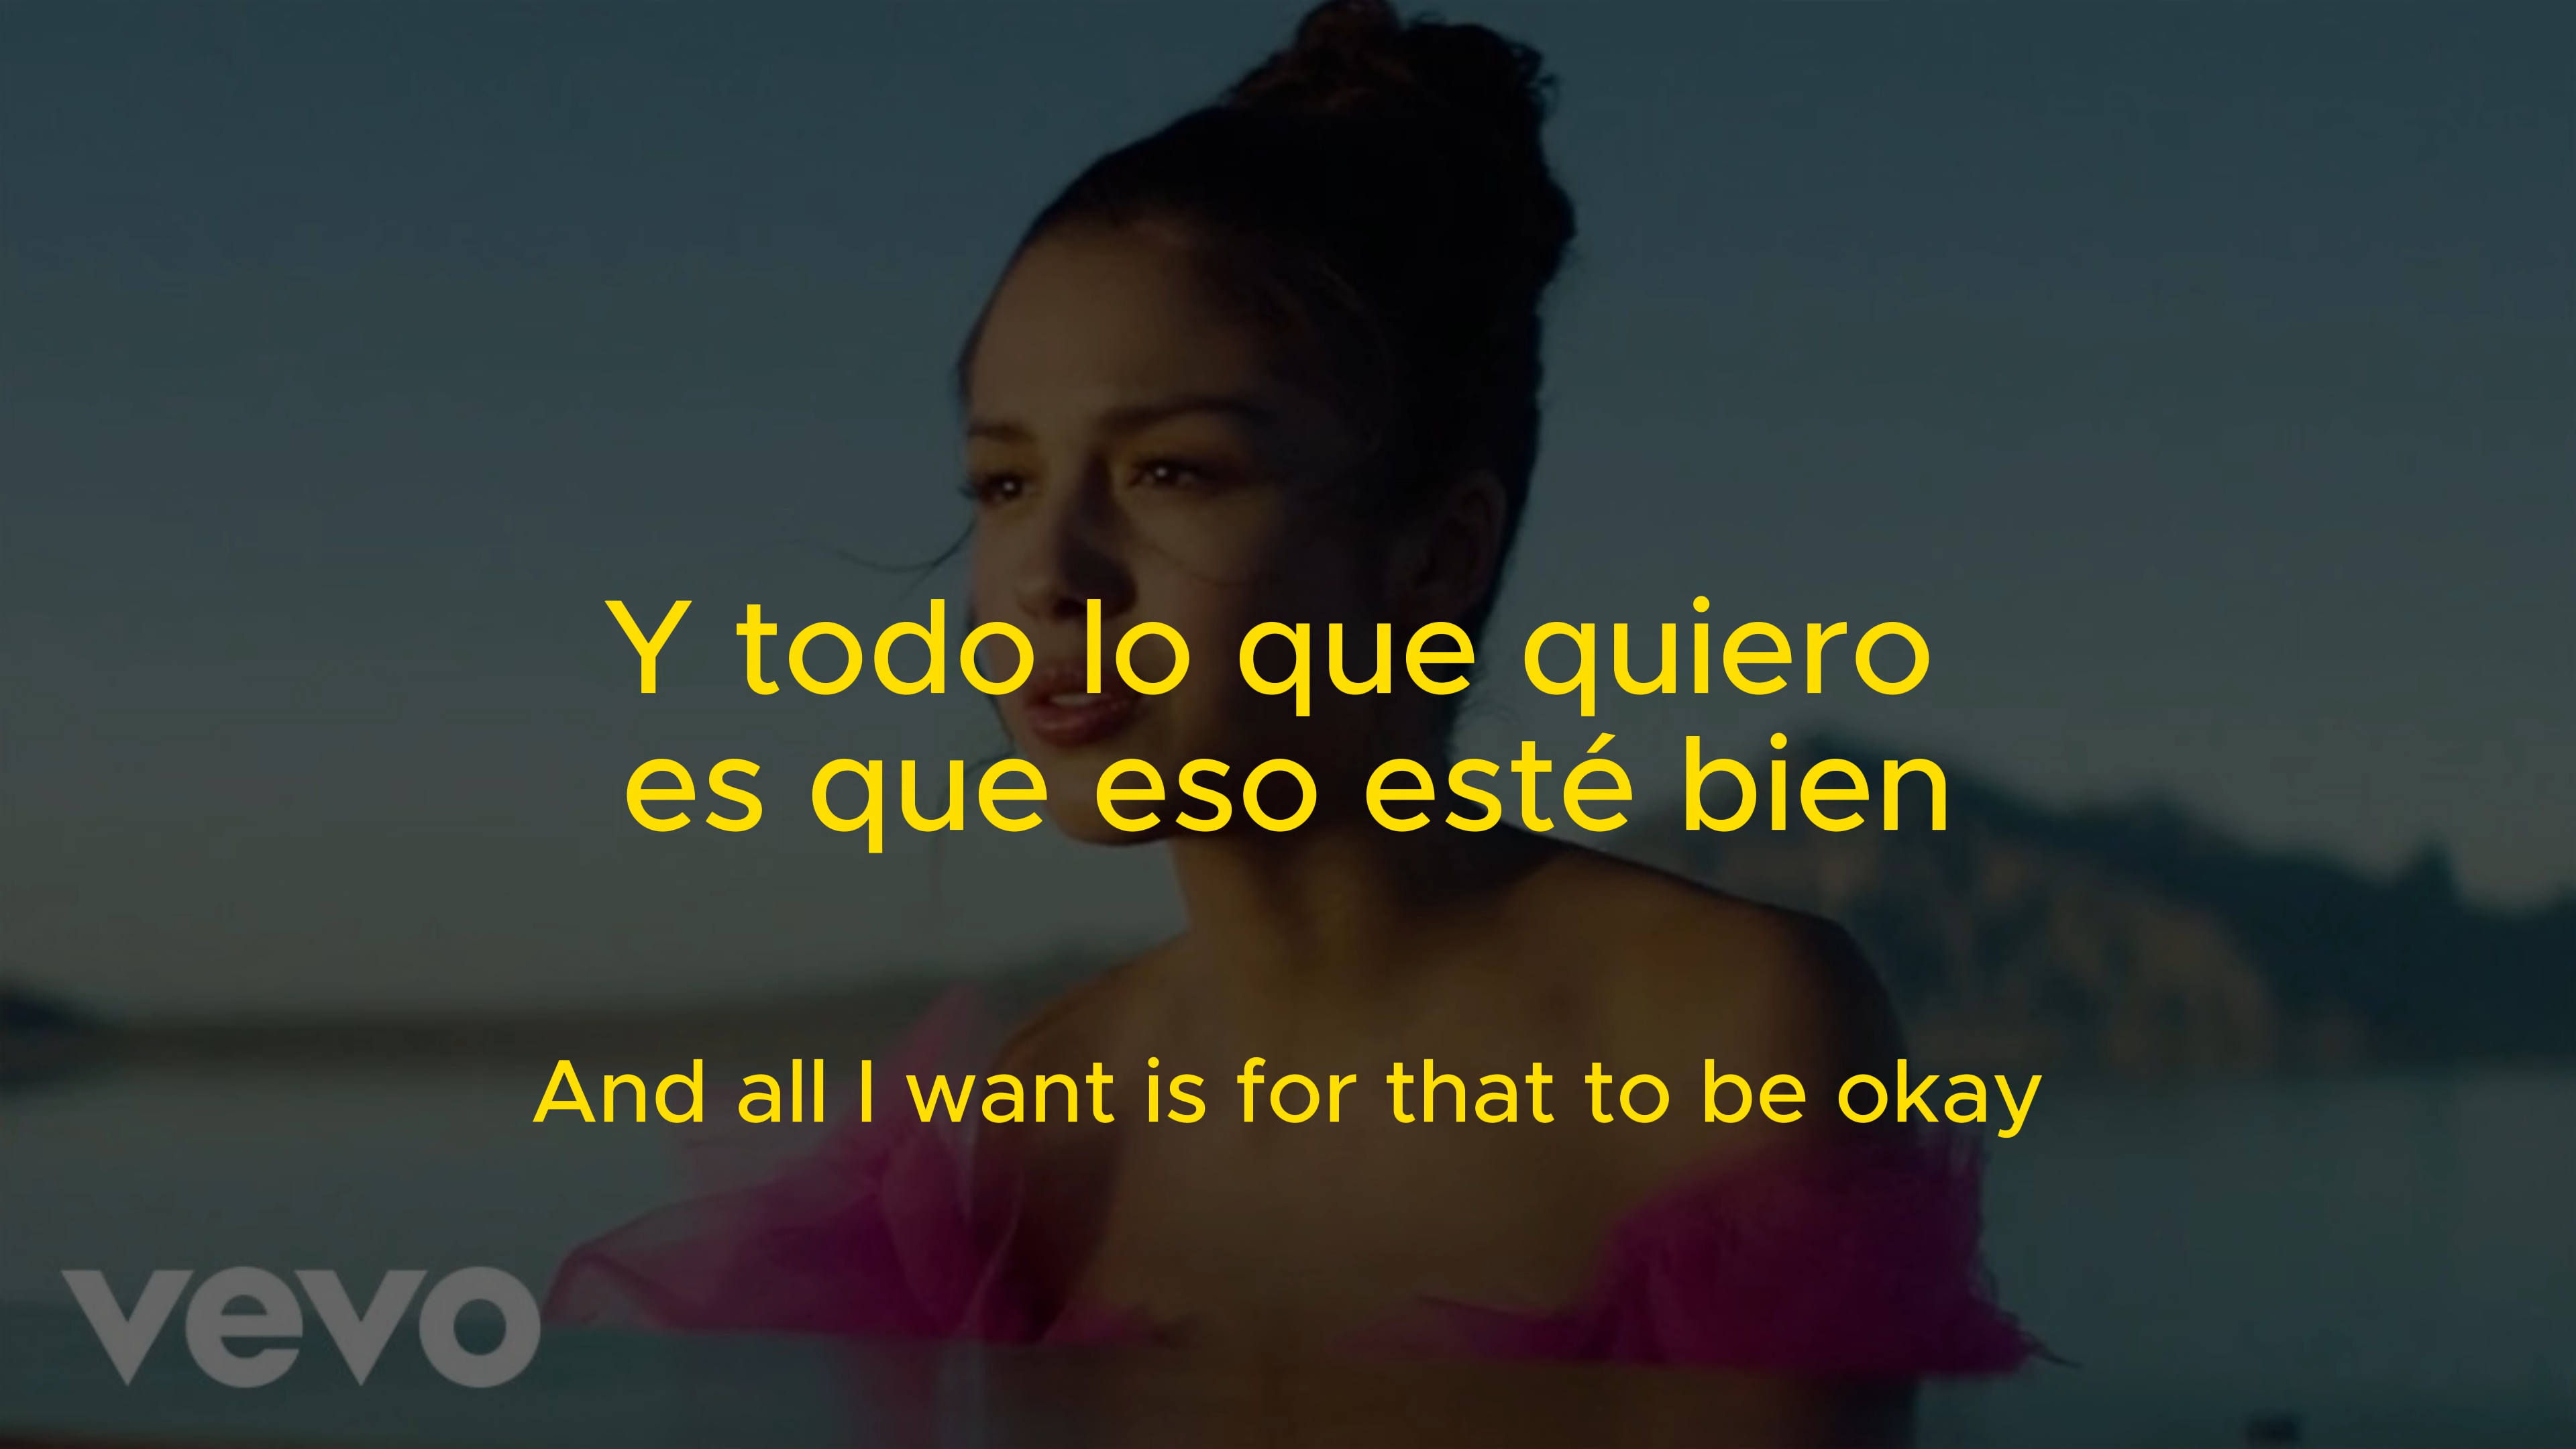 Y todo lo que quiero
es que eso esté bien
And all I want is for that to be okay
vevo